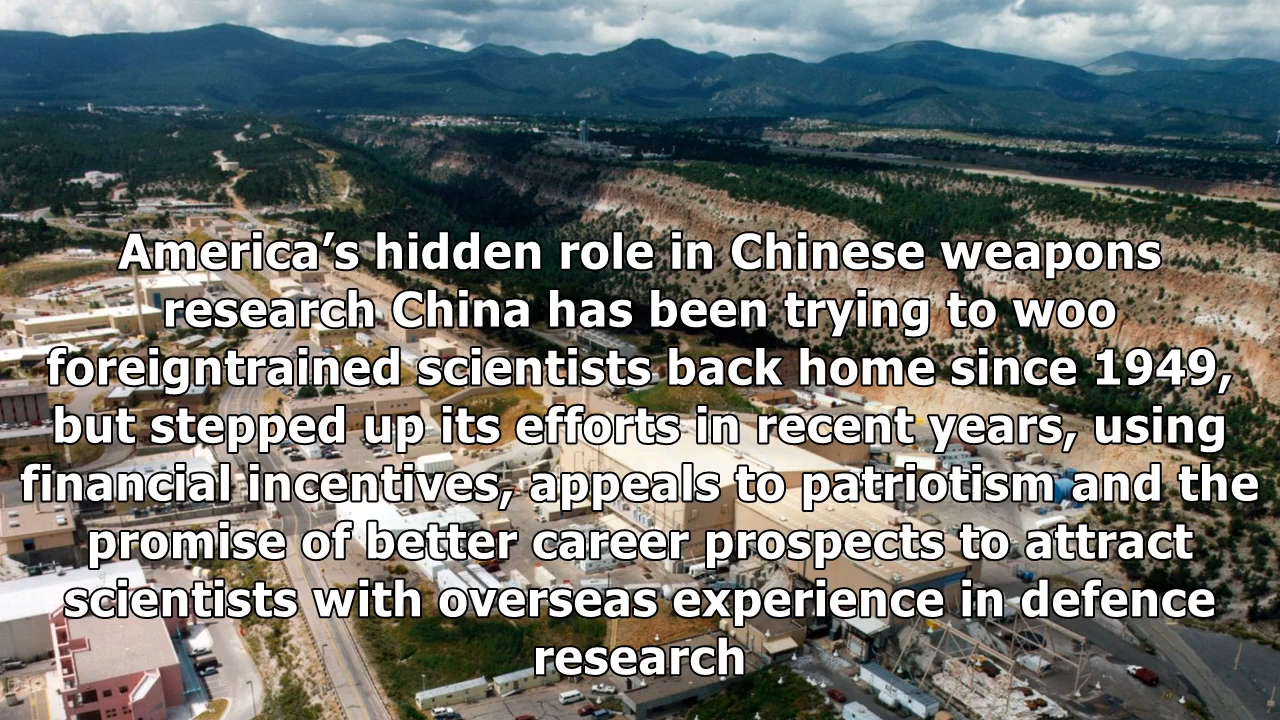 America’s hidden role in Chinese weapons
research China has been trying to woo
foreigntrained scientists back home since 1949,
but stepped up its efforts in recent years, using
financial incentives, appeals to patriotism and the
promise of better career prospects to attract
scientists with overseas experience in defence
research